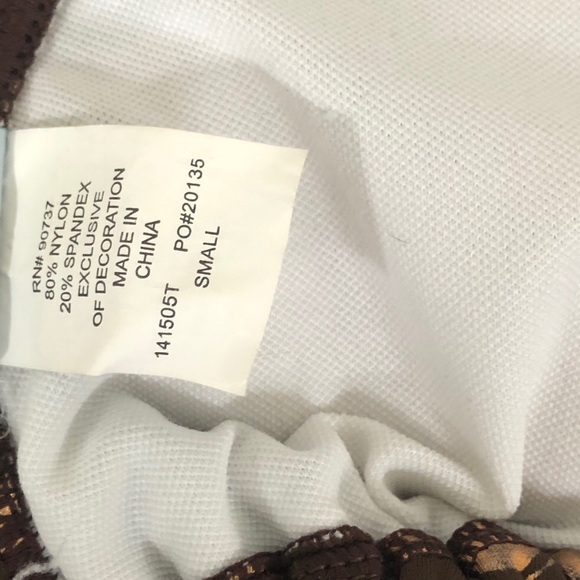 RN# 90737
80% NYLON
20% SPANDEX
EXCLUSIVE
OF DECORATION
MADE IN
CHINA
141505T PO#20135
SMALL